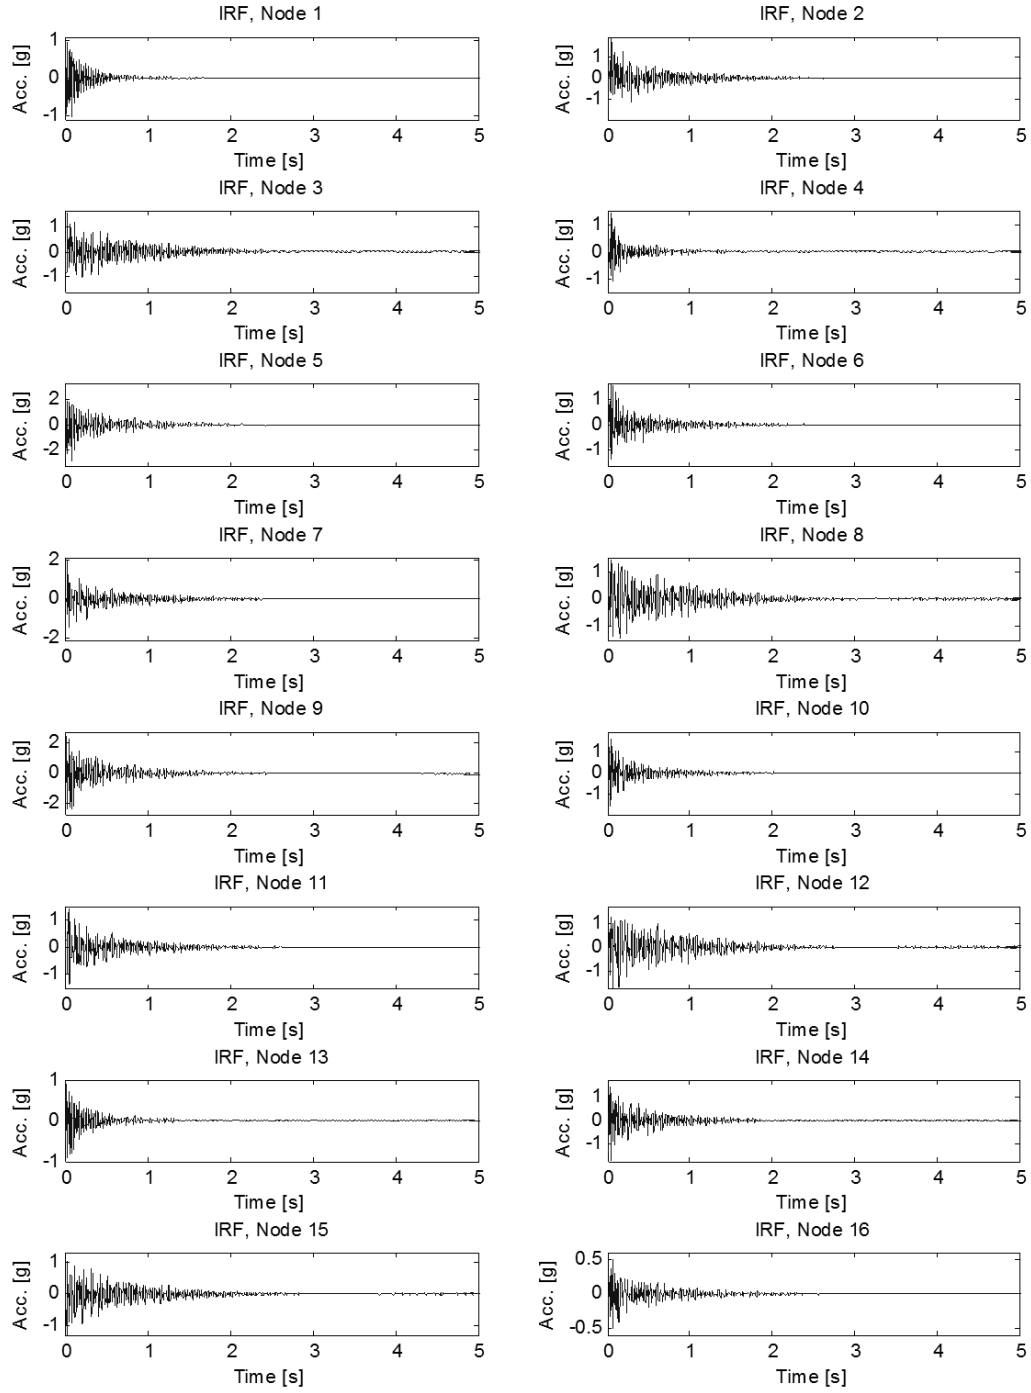 IRF, Node 1
Acc. [g]
1
0
-1
0 1 2 3 4 5
Time [s]
IRF, Node 2
Acc. [g]
1
0
-1
0 1 2 3 4 5
Time [s]
IRF, Node 3
Acc. [g]
1
0
-1
0 1 2 3 4 5
Time [s]
IRF, Node 4
Acc. [g]
1
0
-1
0 1 2 3 4 5
Time [s]
IRF, Node 5
Acc. [g]
2
0
-2
0 1 2 3 4 5
Time [s]
IRF, Node 6
Acc. [g]
1
0
-1
0 1 2 3 4 5
Time [s]
IRF, Node 7
Acc. [g]
2
0
-2
0 1 2 3 4 5
Time [s]
IRF, Node 8
Acc. [g]
1
0
-1
0 1 2 3 4 5
Time [s]
IRF, Node 9
Acc. [g]
2
0
-2
0 1 2 3 4 5
Time [s]
IRF, Node 10
Acc. [g]
1
0
-1
0 1 2 3 4 5
Time [s]
IRF, Node 11
Acc. [g]
1
0
-1
0 1 2 3 4 5
Time [s]
IRF, Node 12
Acc. [g]
1
0
-1
0 1 2 3 4 5
Time [s]
IRF, Node 13
Acc. [g]
1
0
-1
0 1 2 3 4 5
Time [s]
IRF, Node 14
Acc. [g]
1
0
-1
0 1 2 3 4 5
Time [s]
IRF, Node 15
Acc. [g]
1
0
-1
0 1 2 3 4 5
Time [s]
IRF, Node 16
Acc. [g]
0.5
0
-0.5
0 1 2 3 4 5
Time [s]